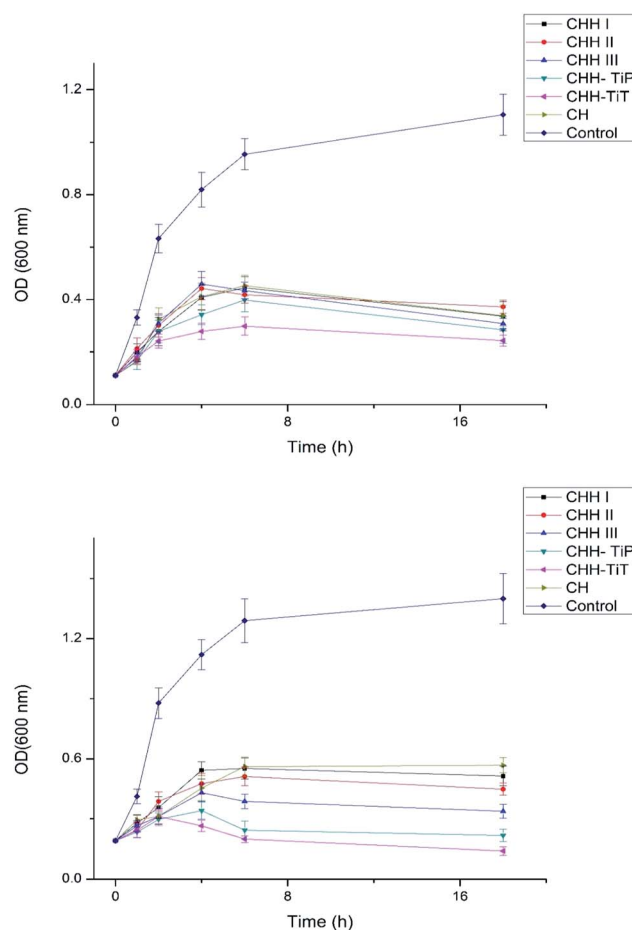 CHH I
CHH II
CHH III
CHH- TiP
CHH-TiT
CH
Control
1.2
0.8
0.4
0.0
OD (600 nm)
0
8
16
Time (h)
CHH I
CHH II
CHH III
CHH- TiP
CHH-TiT
CH
Control
1.2
0.6
0.0
OD(600 nm)
0
8
16
Time (h)